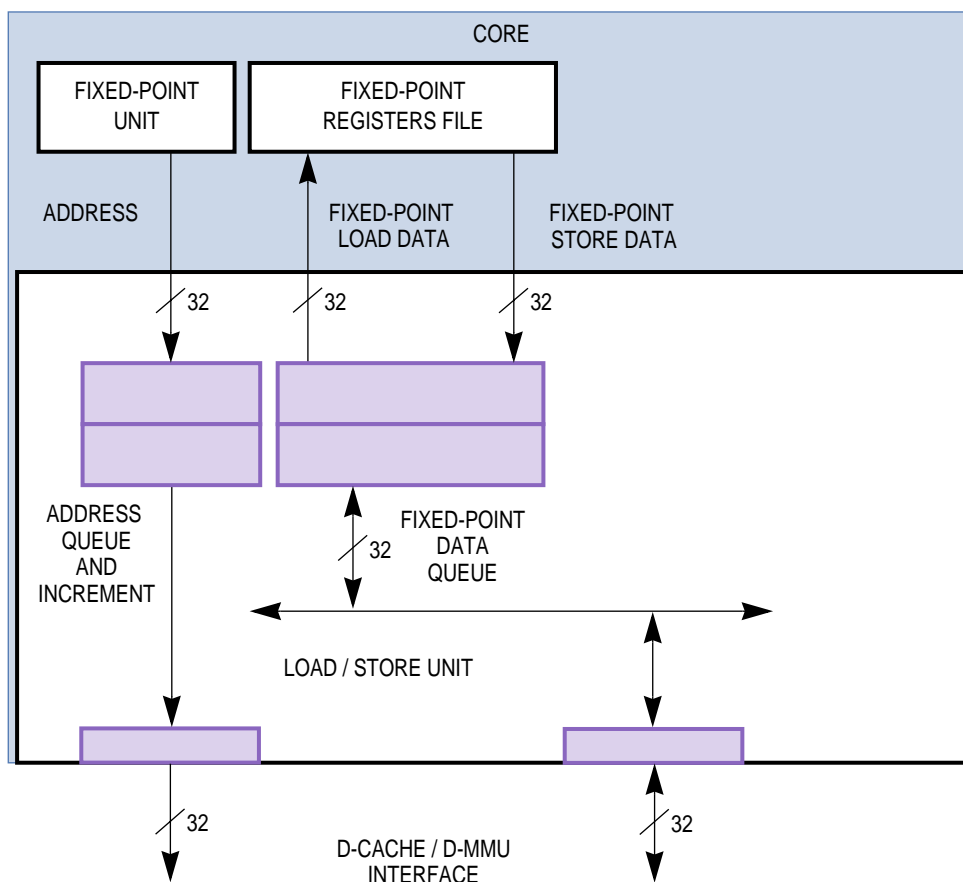 CORE
FIXED-POINT
UNIT
FIXED-POINT
REGISTERS FILE
ADDRESS
FIXED-POINT
LOAD DATA
FIXED-POINT
STORE DATA
32
32
32
ADDRESS
QUEUE
AND
INCREMENT
32
FIXED-POINT
DATA
QUEUE
LOAD / STORE UNIT
32
32
D-CACHE / D-MMU
INTERFACE